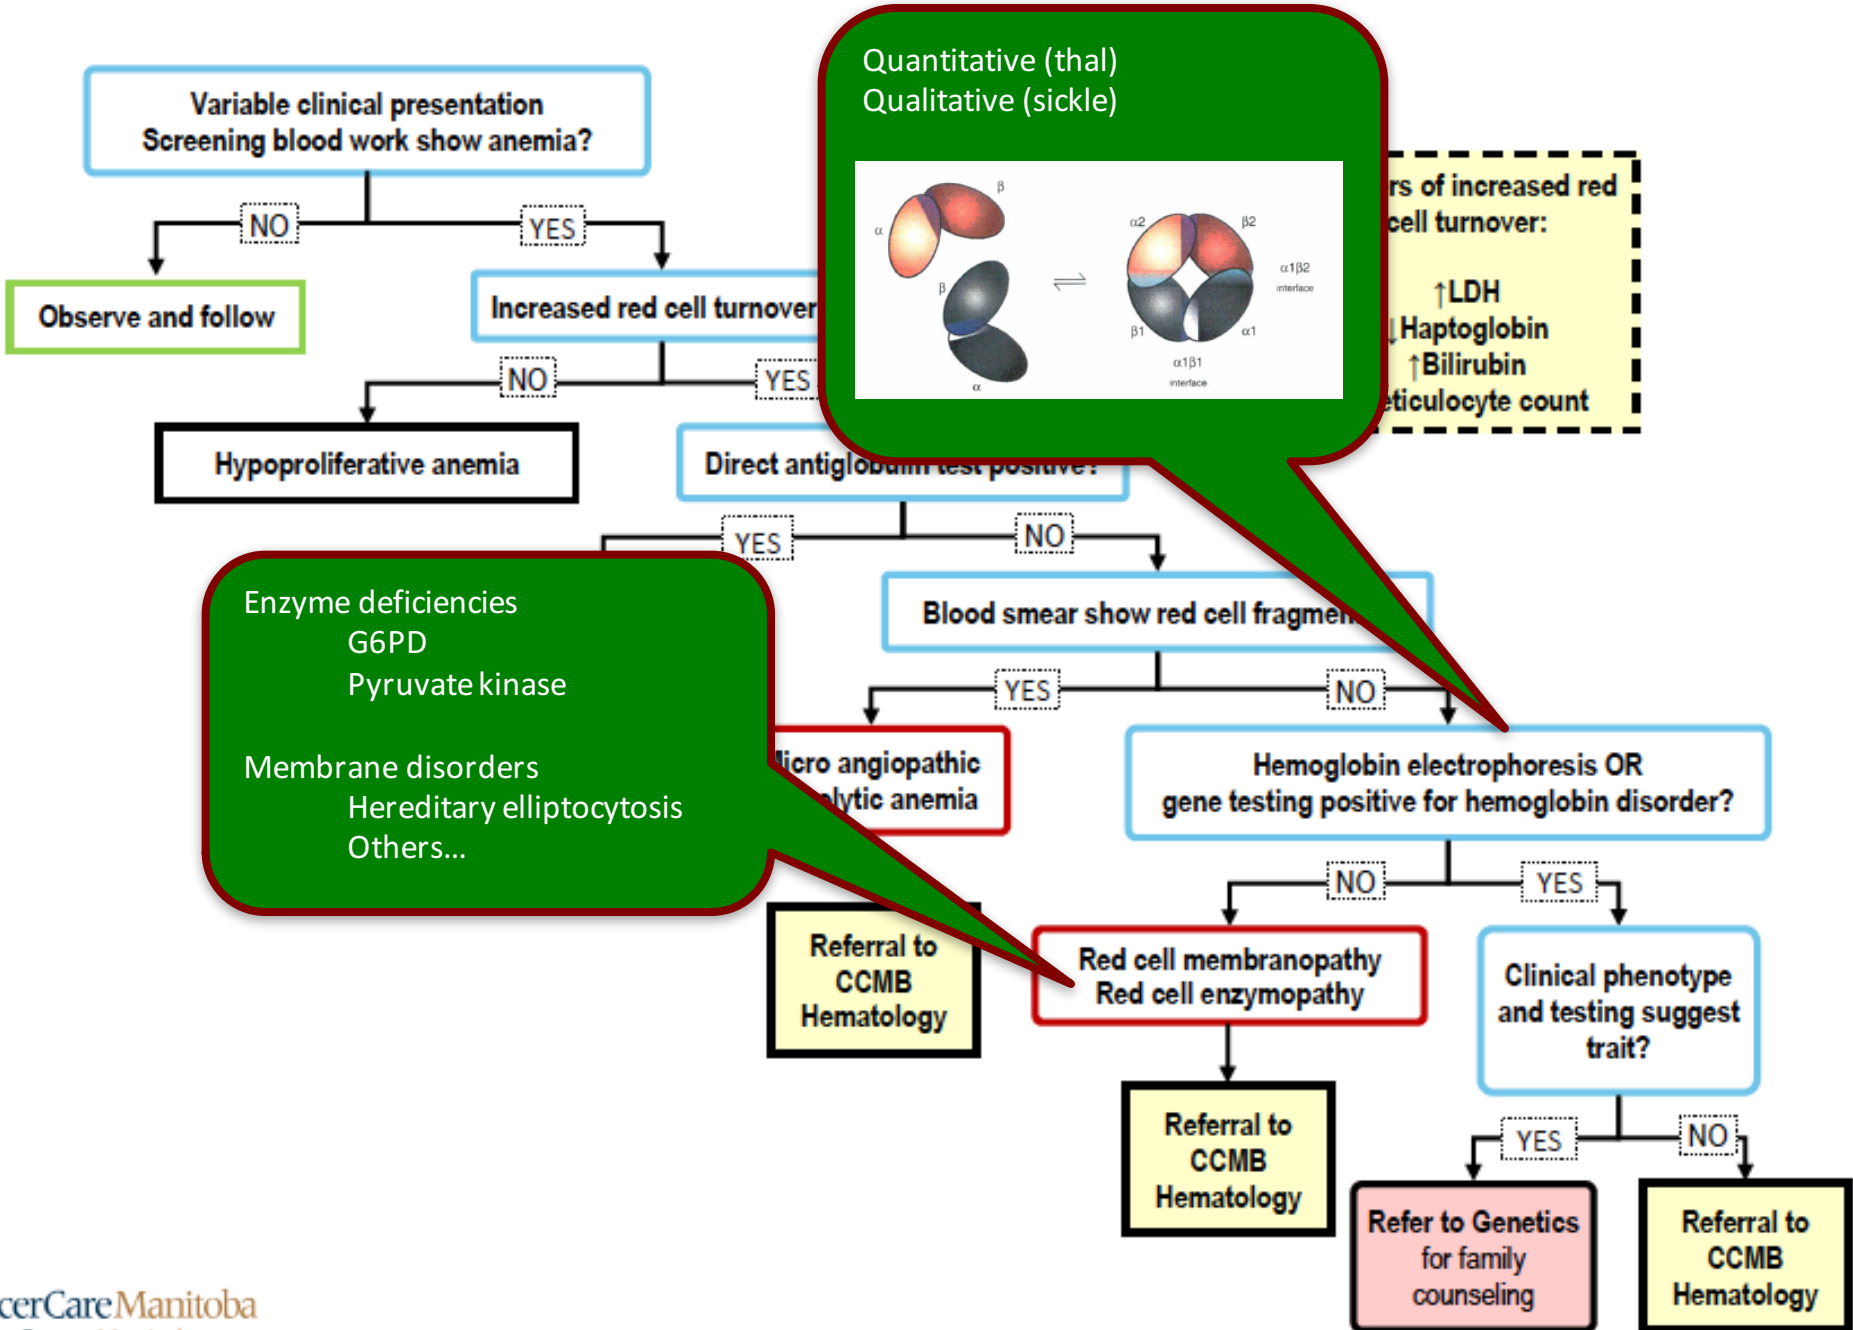 Quantitative (thal)
Qualitative (sickle)
Variable clinical presentation
Screening blood work show anemia?
β
α
β
α
α2
β2
α1β2
interface
β1
α1
α1β1
interface
rs of increased red
cell turnover:
↑LDH
↓Haptoglobin
↑Bilirubin
eticulocyte count
NO
YES
Observe and follow
Increased red cell turnover
NO
YES
Hypoproliferative anemia
Direct antiglobulin test positive?
YES
NO
Enzyme deficiencies
G6PD
Pyruvate kinase
Membrane disorders
Hereditary elliptocytosis
Others...
Blood smear show red cell fragmen
YES
NO
icro angiopathic
lytic anemia
Hemoglobin electrophoresis OR
gene testing positive for hemoglobin disorder?
NO
YES
Referral to
CCMB
Hematology
Red cell membranopathy
Red cell enzymopathy
Clinical phenotype
and testing suggest
trait?
Referral to
CCMB
Hematology
YES
NO
Refer to Genetics
for family
counseling
Referral to
CCMB
Hematology
cerCare Manitoba